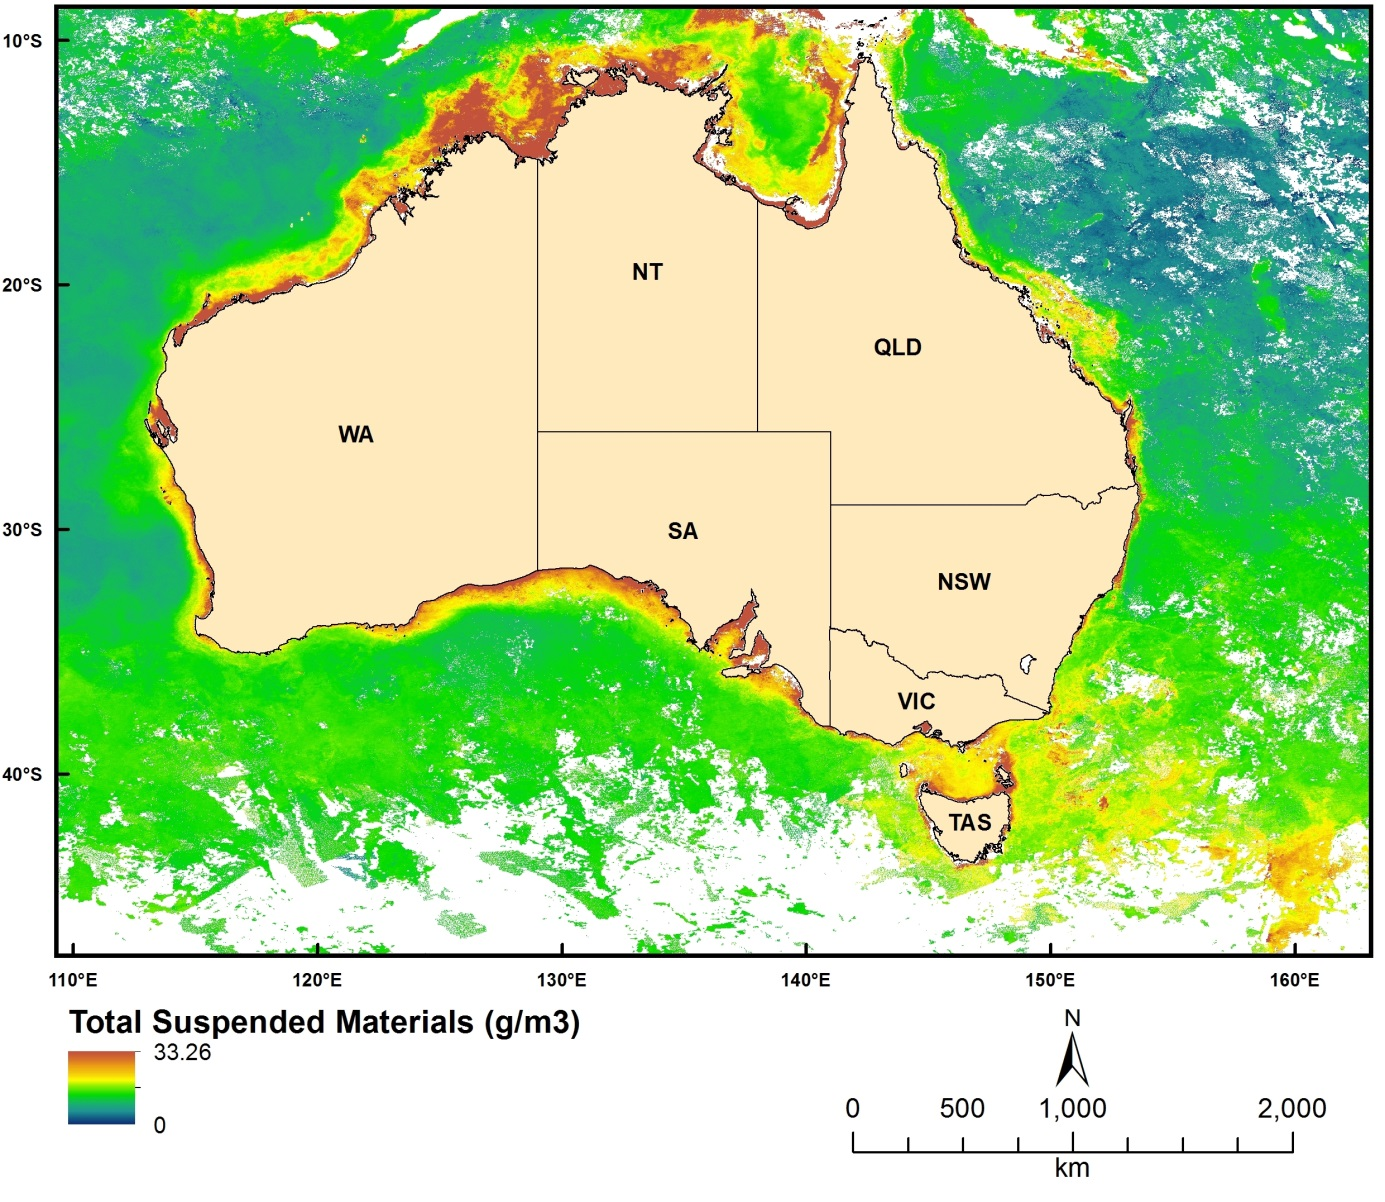 10°S
20°S
30°S
40°S
NT
QLD
WA
SA
NSW
VIC
TAS
110°E 120°E 130°E 140°E 150°E 160°E
Total Suspended Materials (g/m3)
33.26
0
N
0 500 1,000 2,000
km